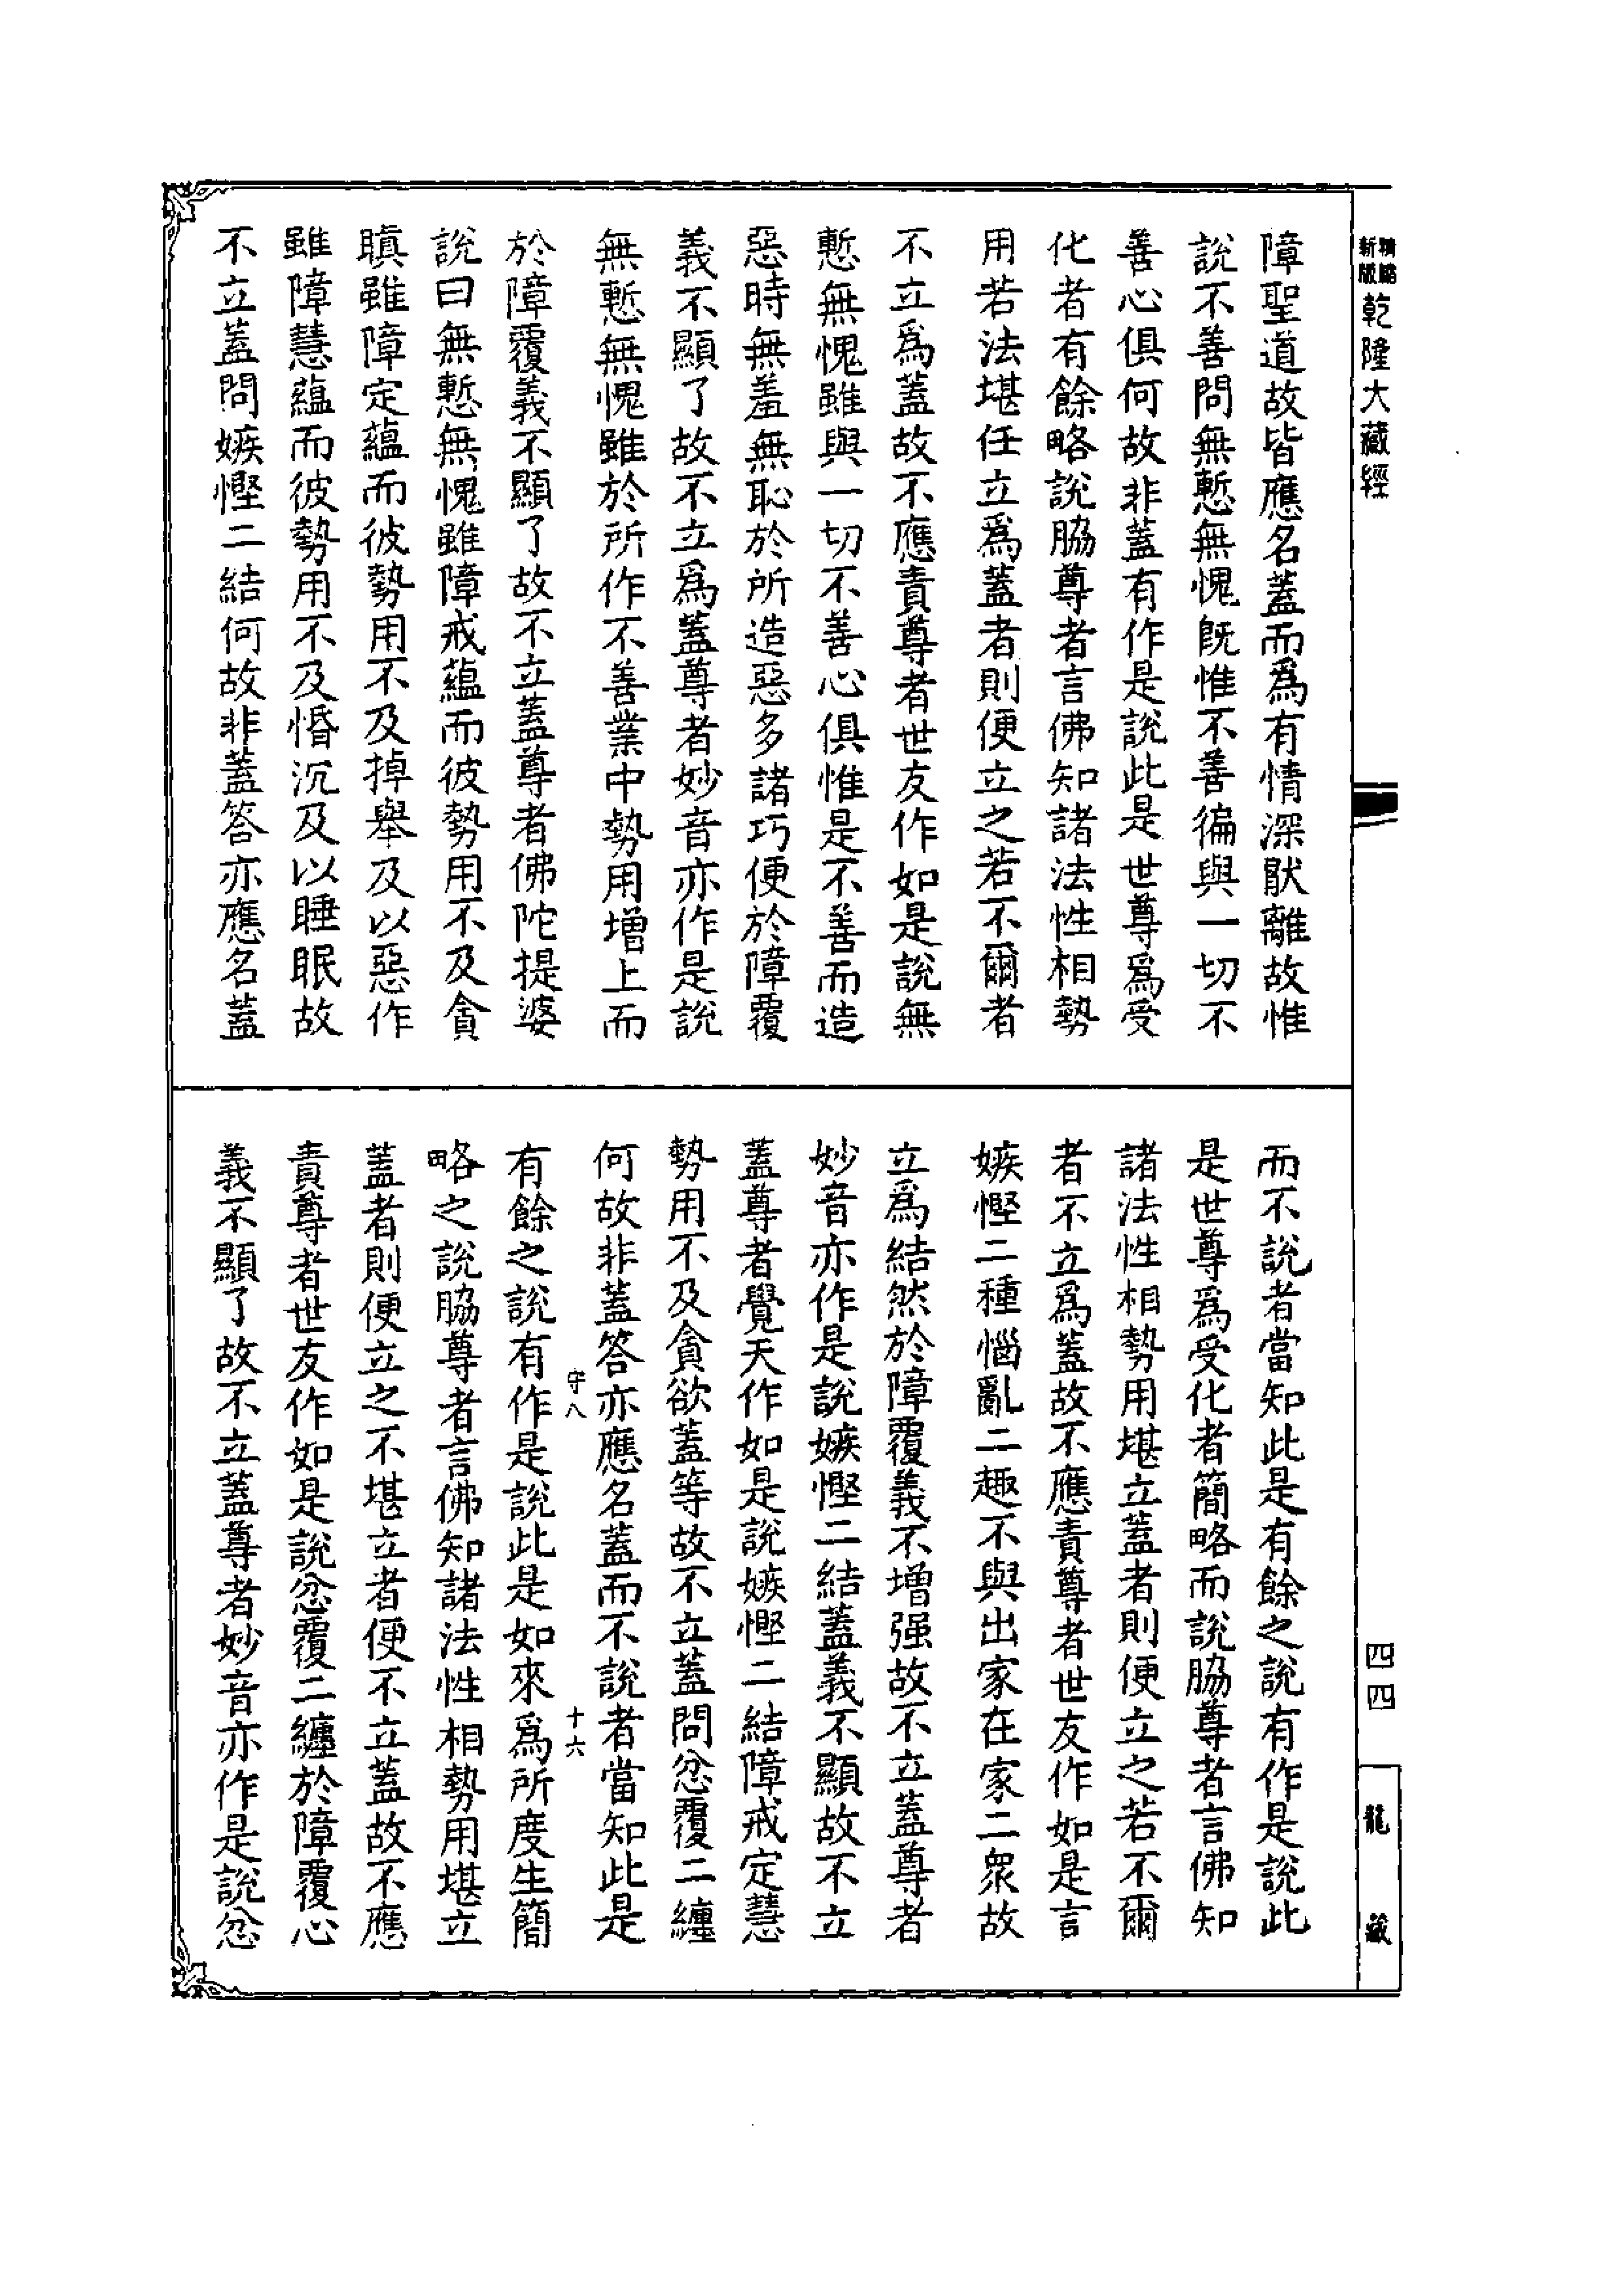 精略新版
乾隆大藏經
障聖道故皆應名蓋而爲有情深猒離故惟
說不善問無慙無愧旣惟不善徧與一切不
善心俱何故非蓋有作是說此是世尊爲受
化者有餘略說脇尊者言佛知諸法性相勢
用若法堪任立爲蓋者則便立之若不爾者
不立爲蓋故不應責尊者世友作如是說無
慙無愧雖與一切不善心俱惟是不善而造
惡時無羞無恥於所造惡多諸巧便於障覆
義不顯了故不立爲蓋尊者妙音亦作是說
無慙無愧雖於所作不善業中勢用增上而
於障覆義不顯了故不立蓋尊者佛陀提婆
說曰無慙無愧雖障戒蘊而彼勢用不及貪
瞋雖障定蘊而彼勢用不及掉舉及以惡作
雖障慧蘊而彼勢用不及惛沉及以睡眠故
不立蓋問嫉慳二結何故非蓋答亦應名蓋
而不說者當知此是有餘之說有作是說此
是世尊爲受化者簡略而說脇尊者言佛知
諸法性相勢用堪立蓋者則便立之若不爾
者不立爲蓋故不應責尊者世友作如是言
嫉慳二種惱亂二趣不與出家在家二衆故
立爲結然於障覆義不增强故不立蓋尊者
妙音亦作是說嫉慳二結蓋義不顯故不立
蓋尊者覺天作如是說嫉慳二結障戒定慧
勢用不及貪欲蓋等故不立蓋問忿覆二纏
何故非蓋答亦應名蓋而不說者當知此是
守八
十六
有餘之說有作是說此是如來爲所度生簡
略之說脇尊者言佛知諸法性相勢用堪立
蓋者則便立之不堪立者便不立蓋故不應
責尊者世友作如是說忿覆二纏於障覆心
義不顯了故不立蓋尊者妙音亦作是說忿
四四
龍藏